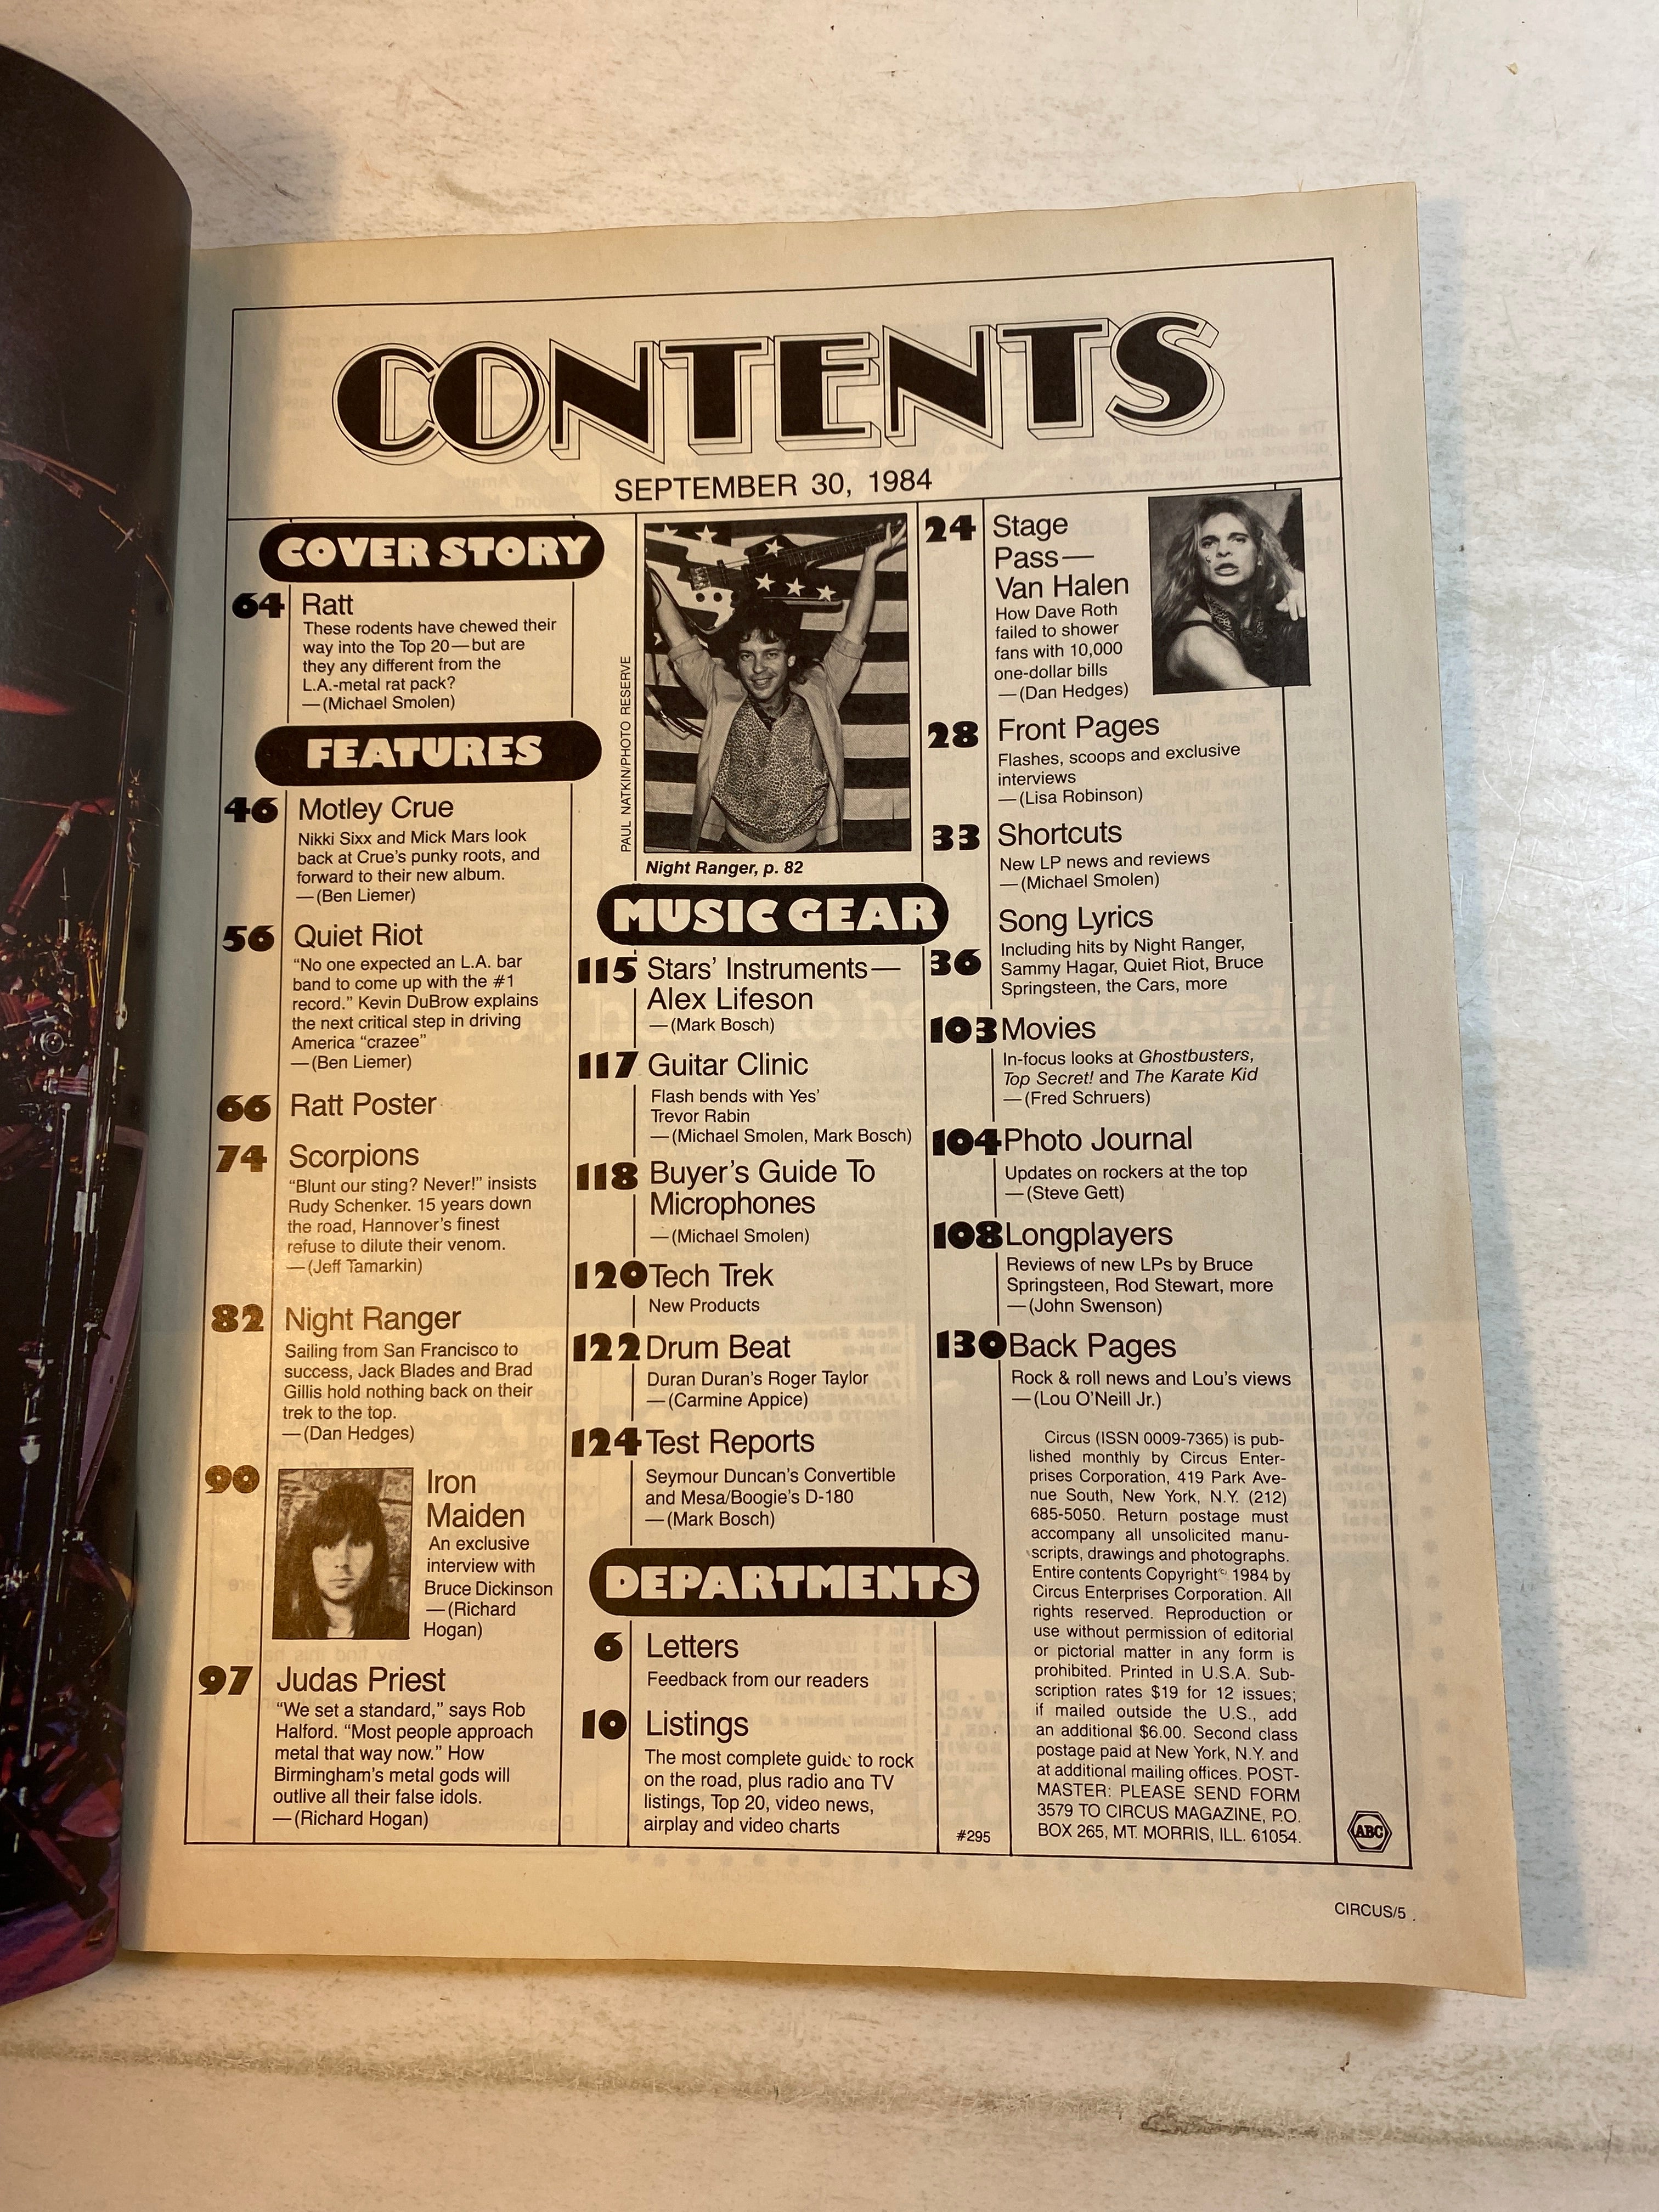 CONTENTS
SEPTEMBER 30, 1984
COVER STORY
64 Ratt
These rodents have chewed their
way into the Top 20—but are
they any different from the
L.A.-metal rat pack?
—(Michael Smolen)
FEATURES
46 Motley Crue
Nikki Sixx and Mick Mars look
back at Crue's punky roots, and
forward to their new album.
—(Ben Liemer)
56 Quiet Riot
"No one expected an L.A. bar
band to come up with the #1
record." Kevin DuBrow explains
the next critical step in driving
America "crazee"
—(Ben Liemer)
66 Ratt Poster
74 Scorpions
"Blunt our sting? Never!" insists
Rudy Schenker. 15 years down
the road, Hannover's finest
refuse to dilute their venom.
—(Jeff Tamarkin)
82 Night Ranger
Sailing from San Francisco to
success, Jack Blades and Brad
Gillis hold nothing back on their
trek to the top.
—(Dan Hedges)
90 Iron
Maiden
An exclusive
interview with
Bruce Dickinson
—(Richard
Hogan)
97 Judas Priest
"We set a standard," says Rob
Halford. "Most people approach
metal that way now." How
Birmingham's metal gods will
outlive all their false idols.
—(Richard Hogan)
PAUL NATKIN/PHOTO RESERVE
Night Ranger, p. 82
MUSIC GEAR
115 Stars' Instruments—
Alex Lifeson
—(Mark Bosch)
117 Guitar Clinic
Flash bends with Yes'
Trevor Rabin
—(Michael Smolen, Mark Bosch)
118 Buyer's Guide To
Microphones
—(Michael Smolen)
120 Tech Trek
New Products
122 Drum Beat
Duran Duran's Roger Taylor
—(Carmine Appice)
124 Test Reports
Seymour Duncan's Convertible
and Mesa/Boogie's D-180
—(Mark Bosch)
DEPARTMENTS
6 Letters
Feedback from our readers
10 Listings
The most complete guide to rock
on the road, plus radio and TV
listings, Top 20, video news,
airplay and video charts
24 Stage
Pass—
Van Halen
How Dave Roth
failed to shower
fans with 10,000
one-dollar bills
—(Dan Hedges)
28 Front Pages
Flashes, scoops and exclusive
interviews
—(Lisa Robinson)
33 Shortcuts
New LP news and reviews
—(Michael Smolen)
Song Lyrics
36 Including hits by Night Ranger,
Sammy Hagar, Quiet Riot, Bruce
Springsteen, the Cars, more
103 Movies
In-focus looks at Ghostbusters,
Top Secret! and The Karate Kid
—(Fred Schruers)
104 Photo Journal
Updates on rockers at the top
—(Steve Gett)
108 Longplayers
Reviews of new LPs by Bruce
Springsteen, Rod Stewart, more
—(John Swenson)
130 Back Pages
Rock & roll news and Lou's views
—(Lou O'Neill Jr.)
Circus (ISSN 0009-7365) is pub-
lished monthly by Circus Enter-
prises Corporation, 419 Park Ave-
nue South, New York, N.Y. (212)
685-5050. Return postage must
accompany all unsolicited manu-
scripts, drawings and photographs.
Entire contents Copyright© 1984 by
Circus Enterprises Corporation. All
rights reserved. Reproduction or
use without permission of editorial
or pictorial matter in any form is
prohibited. Printed in U.S.A. Sub-
scription rates $19 for 12 issues;
if mailed outside the U.S., add
an additional $6.00. Second class
postage paid at New York, N.Y. and
at additional mailing offices. POST-
MASTER: PLEASE SEND FORM
3579 TO CIRCUS MAGAZINE, P.O.
BOX 265, MT. MORRIS, ILL. 61054.
#295
ABC
CIRCUS/5